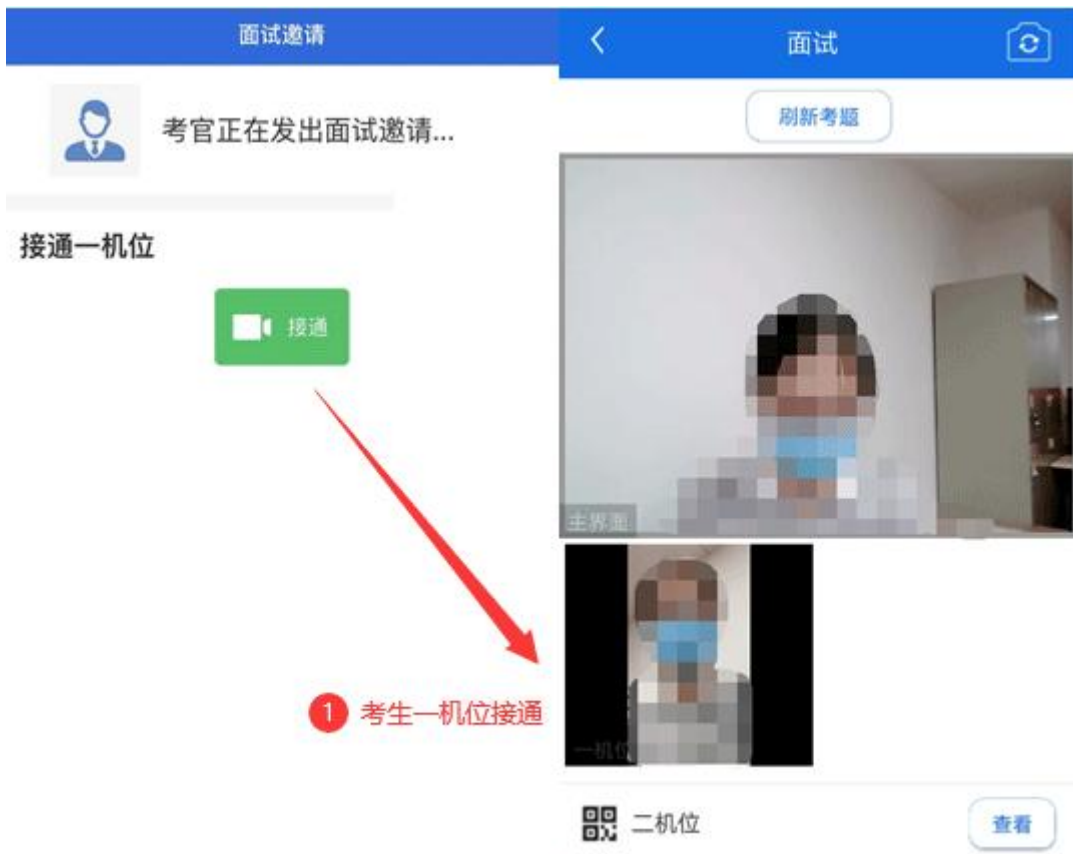 面试邀请
考官正在发出面试邀请...
接通一机位
接通
1 考生一机位接通
面试
刷新考题
主界面
一机位
二机位
查看